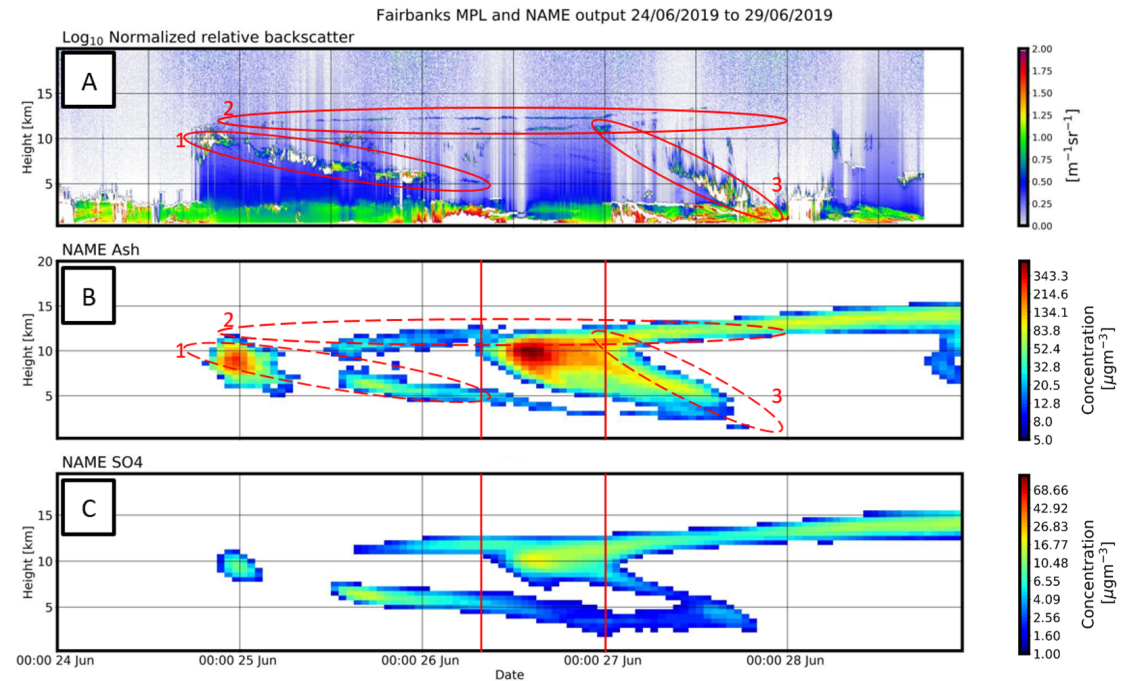 Fairbanks MPL and NAME output 24/06/2019 to 29/06/2019
Log₁₀ Normalized relative backscatter
A
Height [km]
15
10
5
1
2
3
2.00
1.75
1.50
1.25
1.00
0.75
0.50
0.25
0.00
[m⁻¹sr⁻¹]
NAME Ash
B
Height [km]
20
15
10
5
1
2
3
343.3
214.6
134.1
83.8
52.4
32.8
20.5
12.8
8.0
5.0
Concentration
[μgm⁻³]
NAME SO4
C
Height [km]
15
10
5
68.66
42.92
26.83
16.77
10.48
6.55
4.09
2.56
1.60
1.00
Concentration
[μgm⁻³]
00:00 24 Jun
00:00 25 Jun
00:00 26 Jun
00:00 27 Jun
00:00 28 Jun
Date